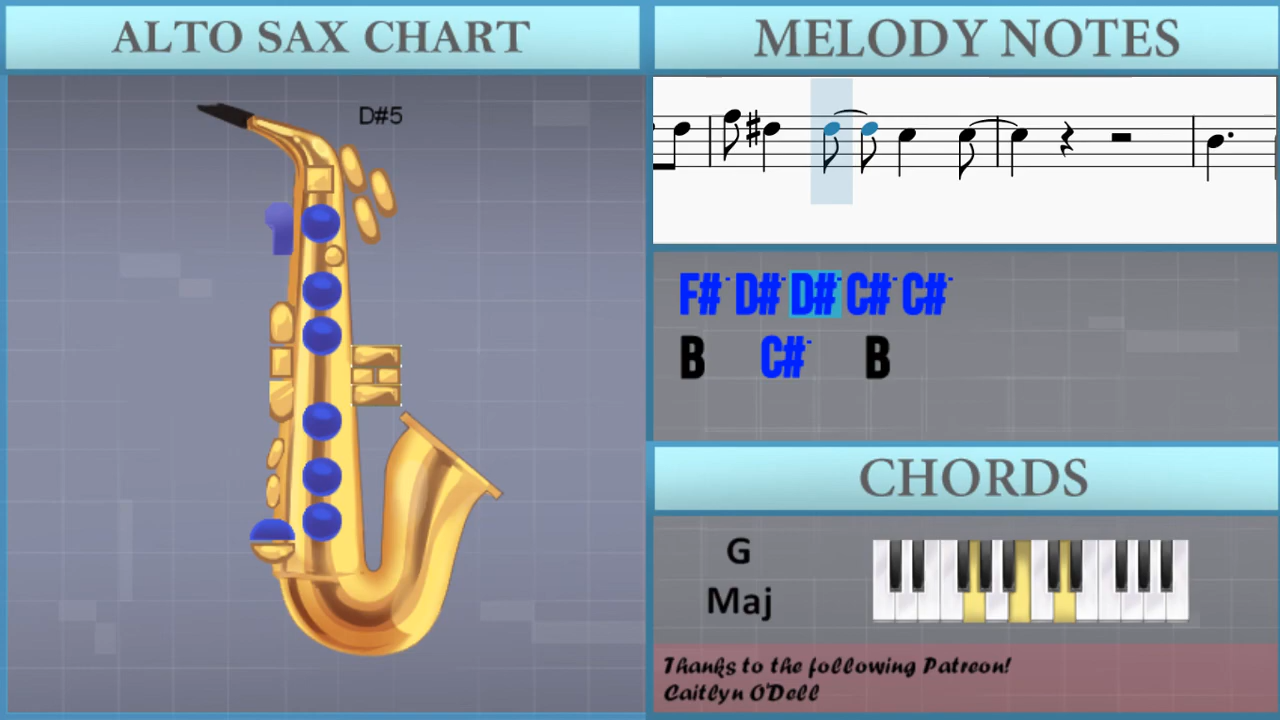 ALTO SAX CHART
D#5
MELODY NOTES
F#· D#· D#· C#· C#·
B C#· B
CHORDS
G
Maj
Thanks to the following Patreon!
Caitlyn O'Dell